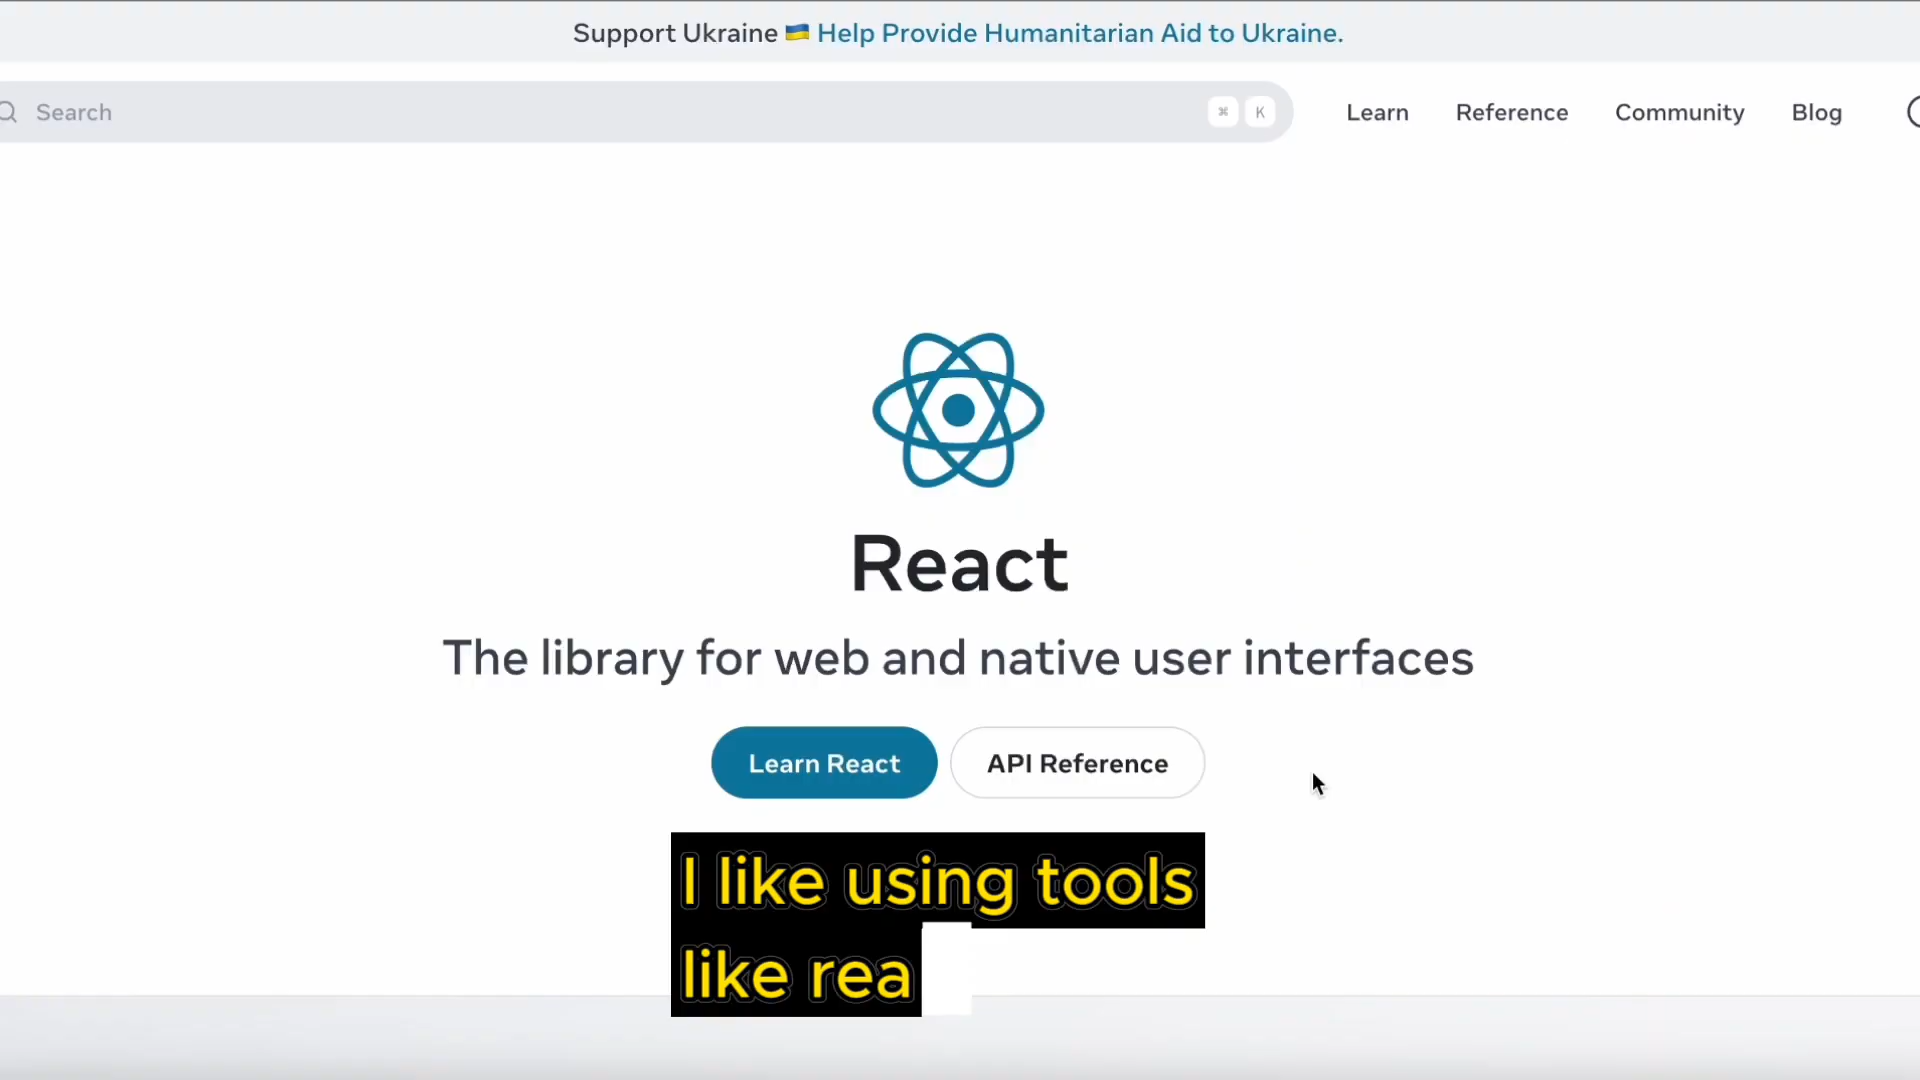 Support Ukraine 🇺🇦 Help Provide Humanitarian Aid to Ukraine.
Search ⌘ K Learn Reference Community Blog
React
The library for web and native user interfaces
Learn React API Reference
I like using tools
like rea